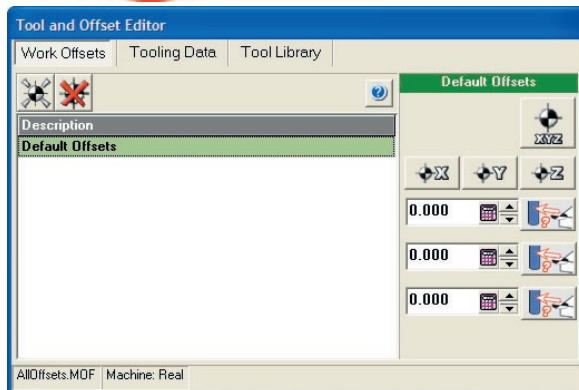 Tool and Offset Editor
Work Offsets Tooling Data Tool Library
Default Offsets
?
Description
XYZ
Default Offsets
X Y Z
0.000
0.000
0.000
AllOffsets.MOF Machine: Real